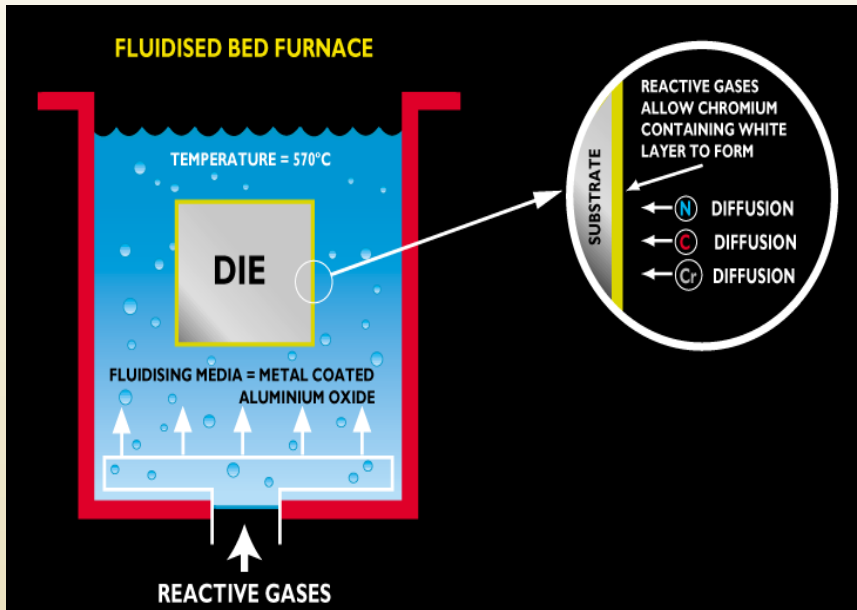 FLUIDISED BED FURNACE
TEMPERATURE = 570°C
DIE
FLUIDISING MEDIA = METAL COATED
ALUMINIUM OXIDE
REACTIVE GASES
REACTIVE GASES
ALLOW CHROMIUM
CONTAINING WHITE
LAYER TO FORM
SUBSTRATE
N DIFFUSION
C DIFFUSION
Cr DIFFUSION